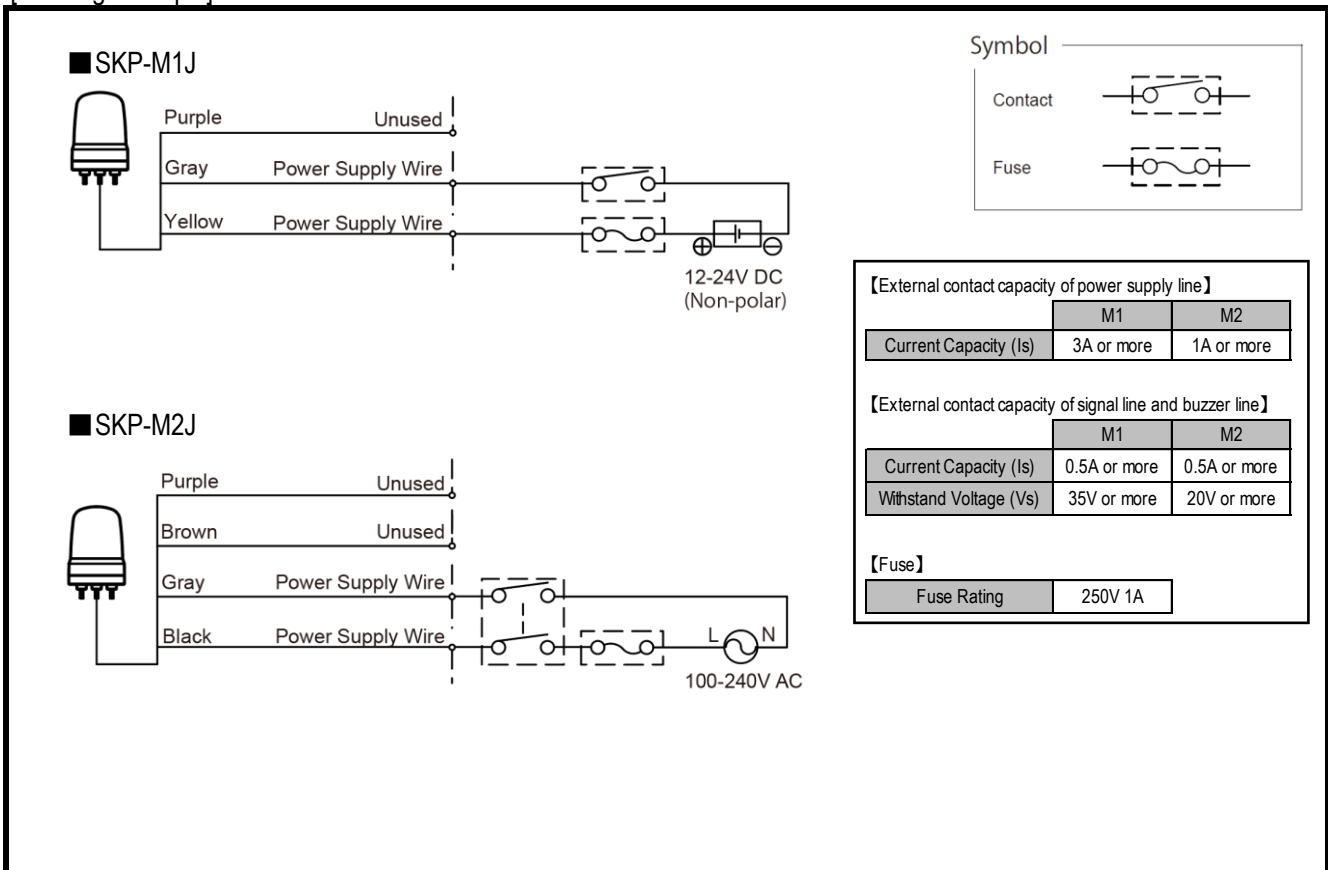 ■SKP-M1J
Purple Unused
Gray Power Supply Wire
Yellow Power Supply Wire
⊕ ⊖
12-24V DC
(Non-polar)
Symbol
Contact
Fuse
■SKP-M2J
Purple Unused
Brown Unused
Gray Power Supply Wire
Black Power Supply Wire
L N
100-240V AC
【External contact capacity of power supply line】
M1 M2
Current Capacity (Is) 3A or more 1A or more
【External contact capacity of signal line and buzzer line】
M1 M2
Current Capacity (Is) 0.5A or more 0.5A or more
Withstand Voltage (Vs) 35V or more 20V or more
【Fuse】
Fuse Rating 250V 1A